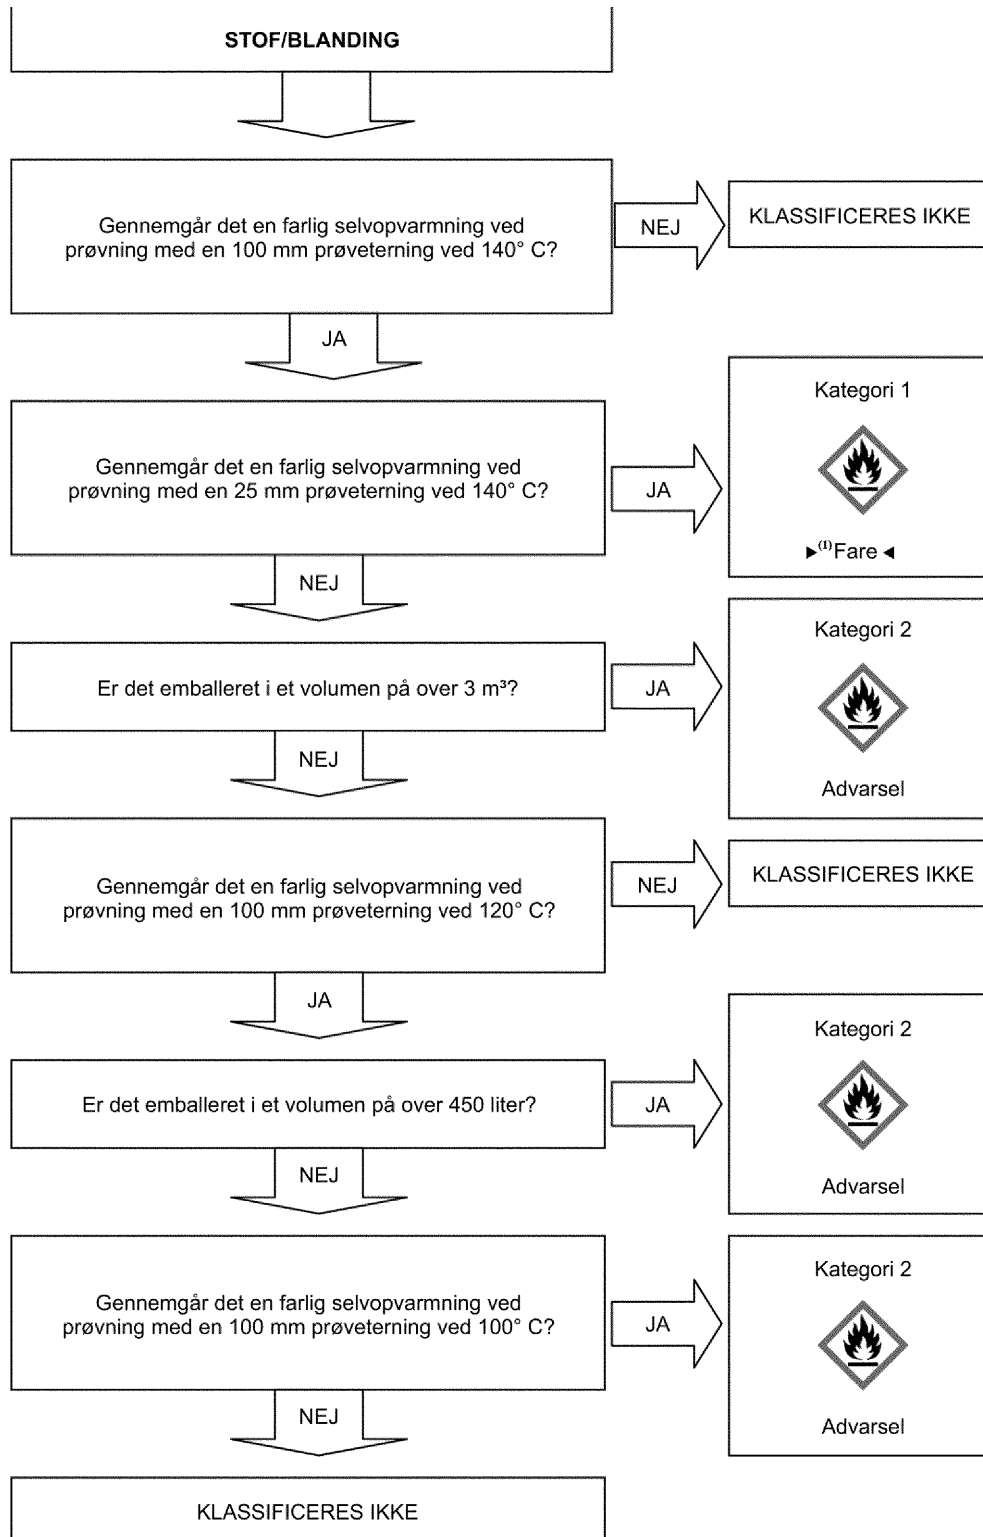 STOF/BLANDING
Gennemgår det en farlig selvopvarmning ved
prøvning med en 100 mm prøveterning ved 140° C?
NEJ
KLASSIFICERES IKKE
JA
Gennemgår det en farlig selvopvarmning ved
prøvning med en 25 mm prøveterning ved 140° C?
JA
Kategori 1
►⁽¹⁾Fare ◄
NEJ
Er det emballeret i et volumen på over 3 m³?
JA
Kategori 2
Advarsel
NEJ
Gennemgår det en farlig selvopvarmning ved
prøvning med en 100 mm prøveterning ved 120° C?
NEJ
KLASSIFICERES IKKE
JA
Er det emballeret i et volumen på over 450 liter?
JA
Kategori 2
Advarsel
NEJ
Gennemgår det en farlig selvopvarmning ved
prøvning med en 100 mm prøveterning ved 100° C?
JA
Kategori 2
Advarsel
NEJ
KLASSIFICERES IKKE